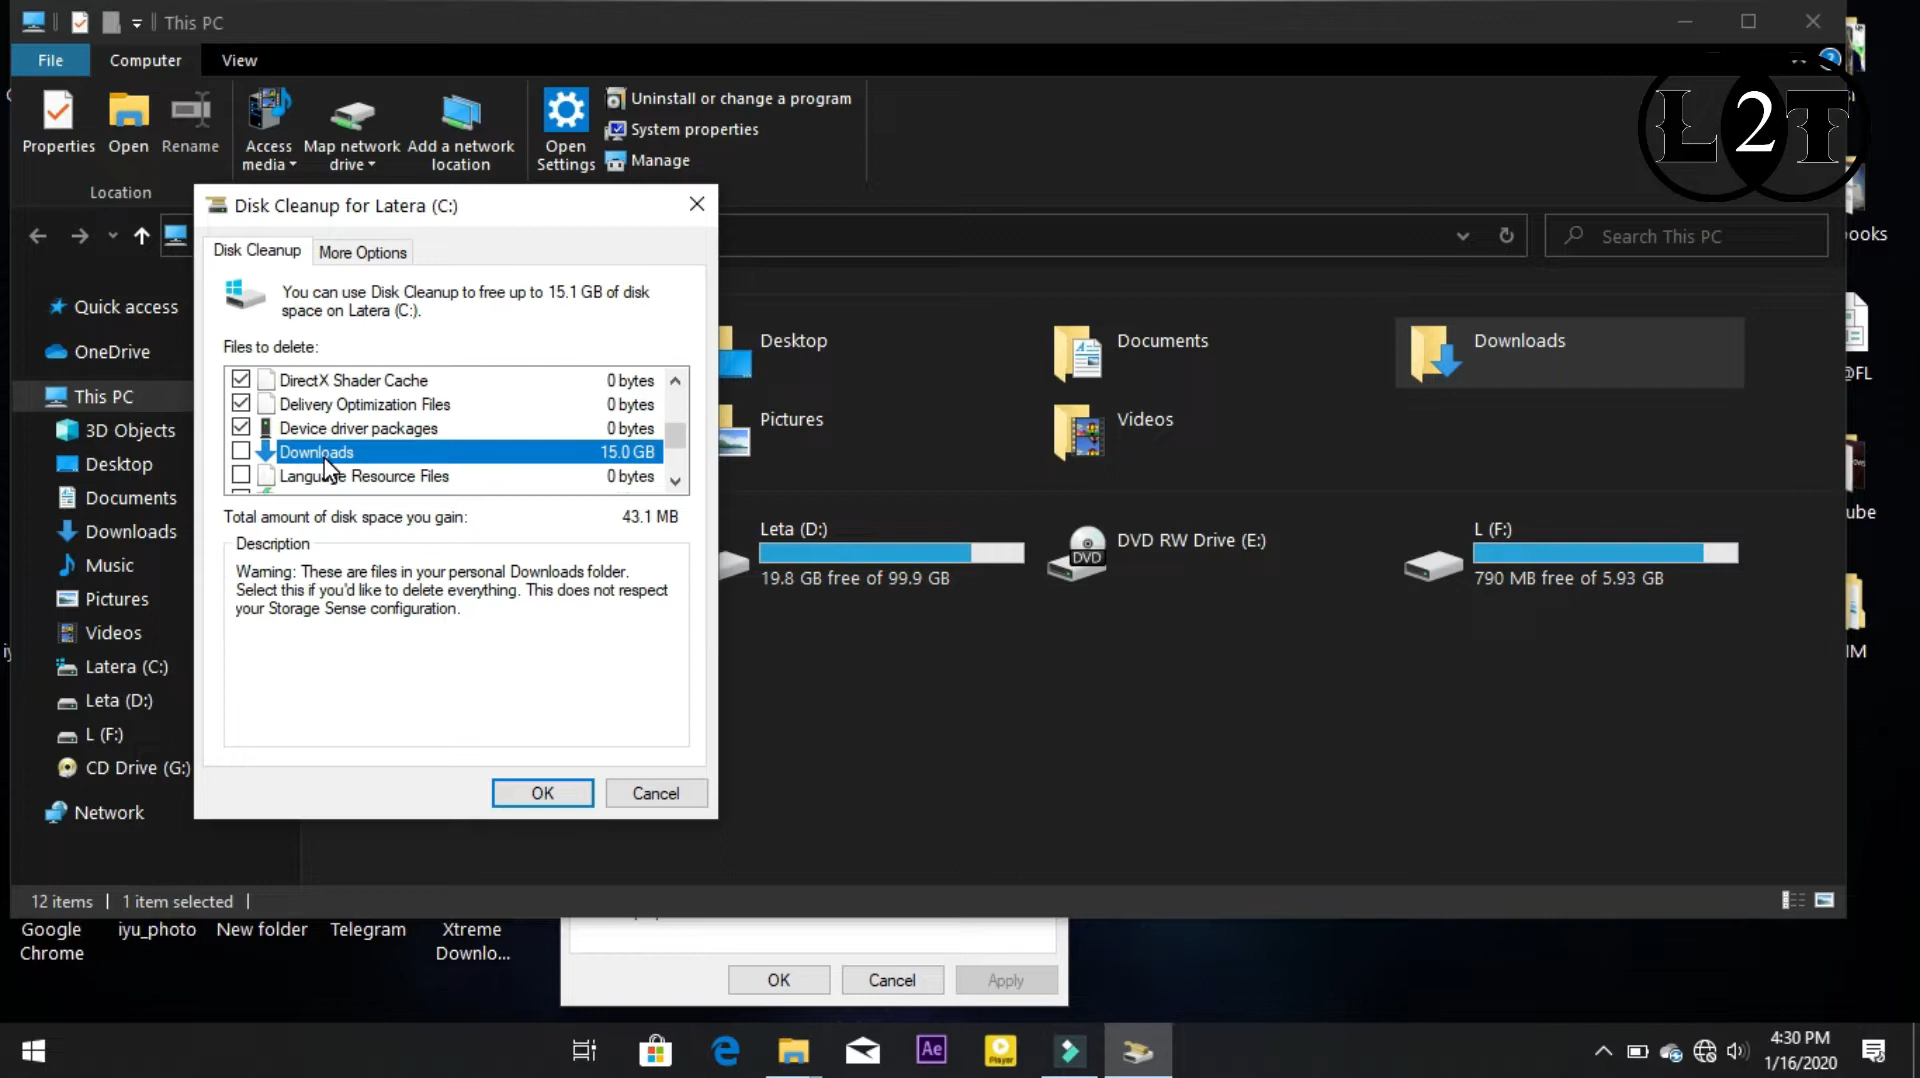 This PC
File
Computer
View
Properties
Open
Rename
Access media
Map network drive
Add a network location
Open Settings
Uninstall or change a program
System properties
Manage
Location
L2T
Search This PC
Disk Cleanup for Latera (C:)
Disk Cleanup
More Options
You can use Disk Cleanup to free up to 15.1 GB of disk
space on Latera (C:).
Files to delete:
DirectX Shader Cache 0 bytes
Delivery Optimization Files 0 bytes
Device driver packages 0 bytes
Downloads 15.0 GB
Language Resource Files 0 bytes
Total amount of disk space you gain: 43.1 MB
Description
Warning: These are files in your personal Downloads folder.
Select this if you'd like to delete everything. This does not respect
your Storage Sense configuration.
OK
Cancel
Quick access
OneDrive
This PC
3D Objects
Desktop
Documents
Downloads
Music
Pictures
Videos
Latera (C:)
Leta (D:)
L (F:)
CD Drive (G:)
Network
Desktop
Documents
Downloads
Pictures
Videos
Leta (D:)
19.8 GB free of 99.9 GB
DVD RW Drive (E:)
DVD
L (F:)
790 MB free of 5.93 GB
ooks
@FL
ube
IM
12 items
1 item selected
Google
Chrome
iyu_photo
New folder
Telegram
Xtreme
Downlo...
OK
Cancel
Apply
Ae
Player
4:30 PM
1/16/2020